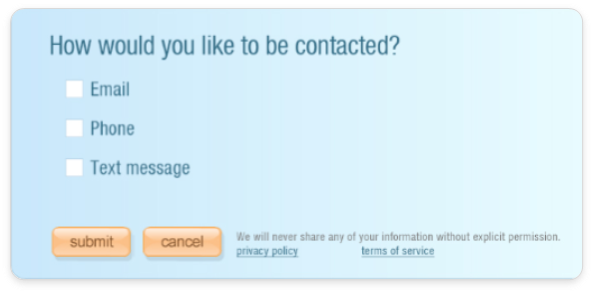 How would you like to be contacted?
Email
Phone
Text message
submit cancel We will never share any of your information without explicit permission.
privacy policy terms of service